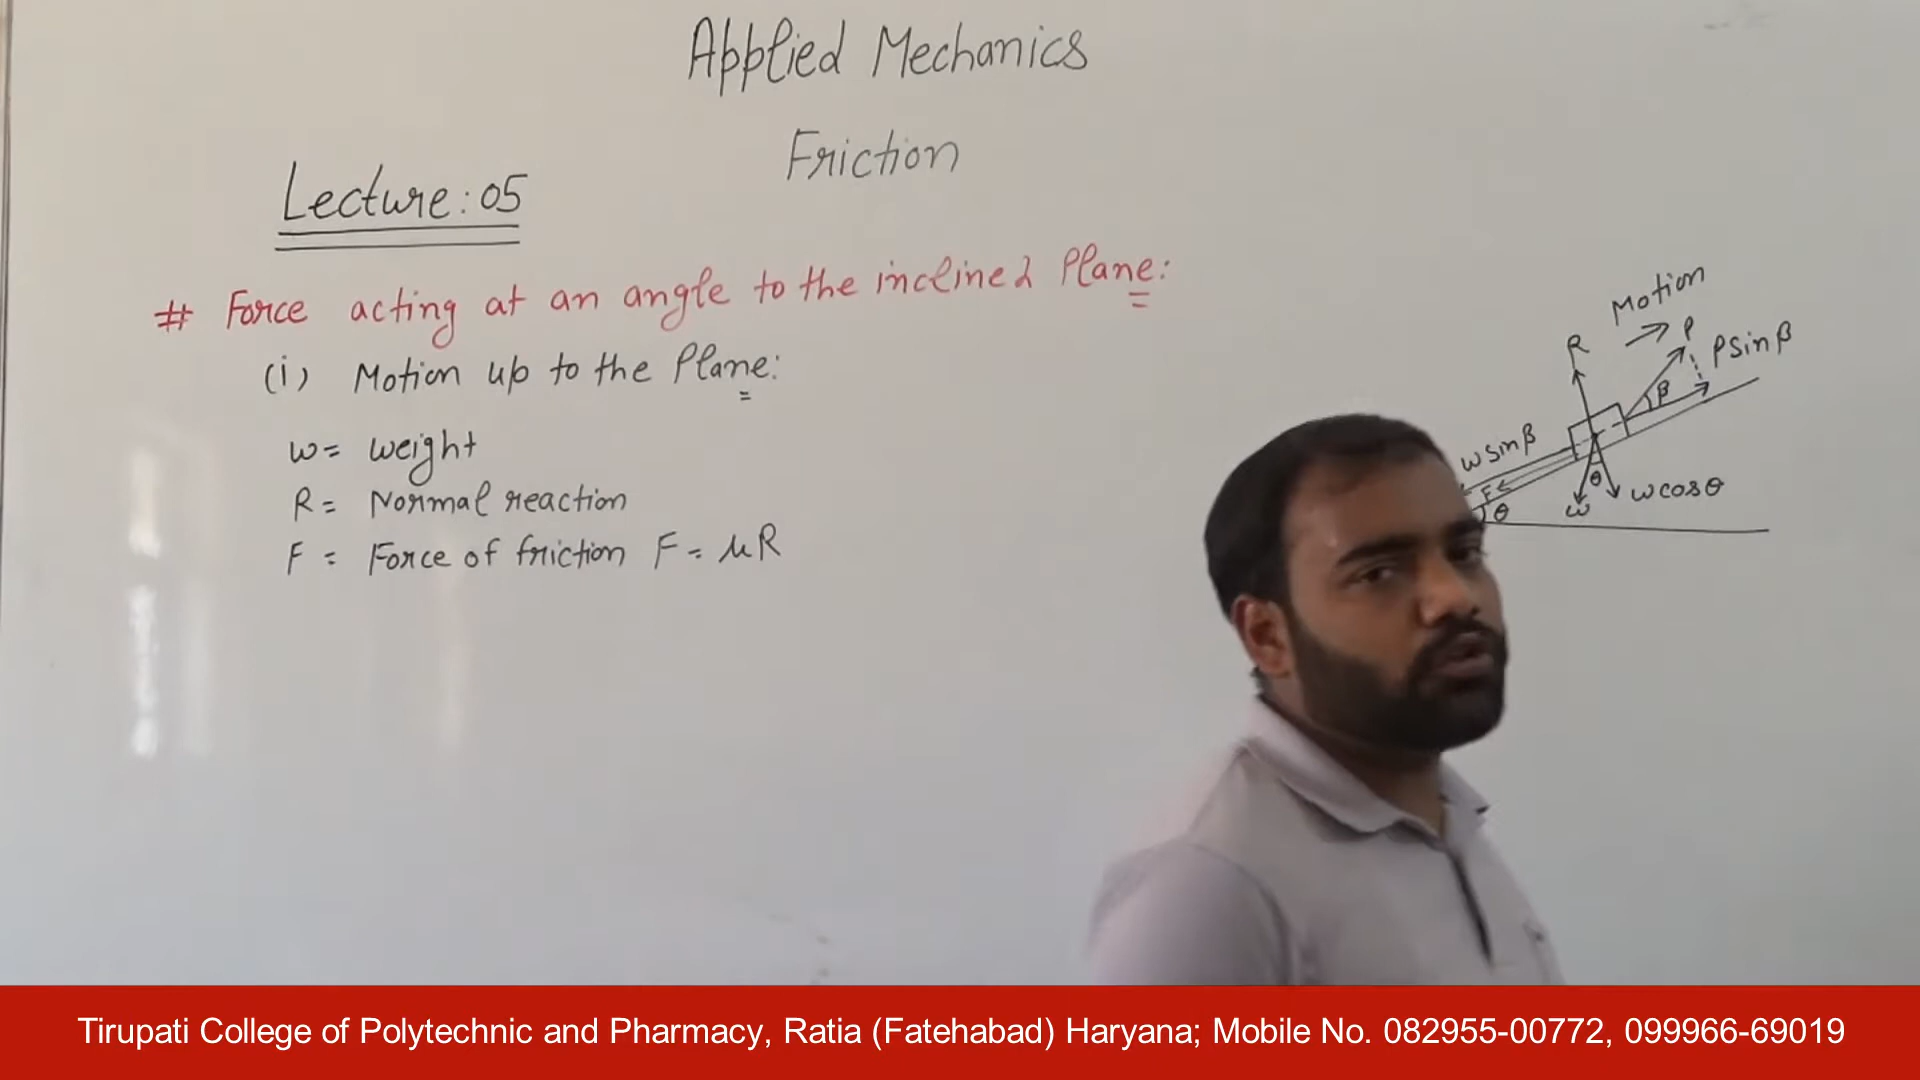 Applied Mechanics
Friction
Lecture: 05
# Force acting at an angle to the inclined Plane:
(i) Motion up to the Plane:
w = weight
R = Normal reaction
F = Force of friction F = μR
Motion
R
P
P sin β
β
w sin β
F
θ
θ
w
w cos θ
Tirupati College of Polytechnic and Pharmacy, Ratia (Fatehabad) Haryana; Mobile No. 082955-00772, 099966-69019